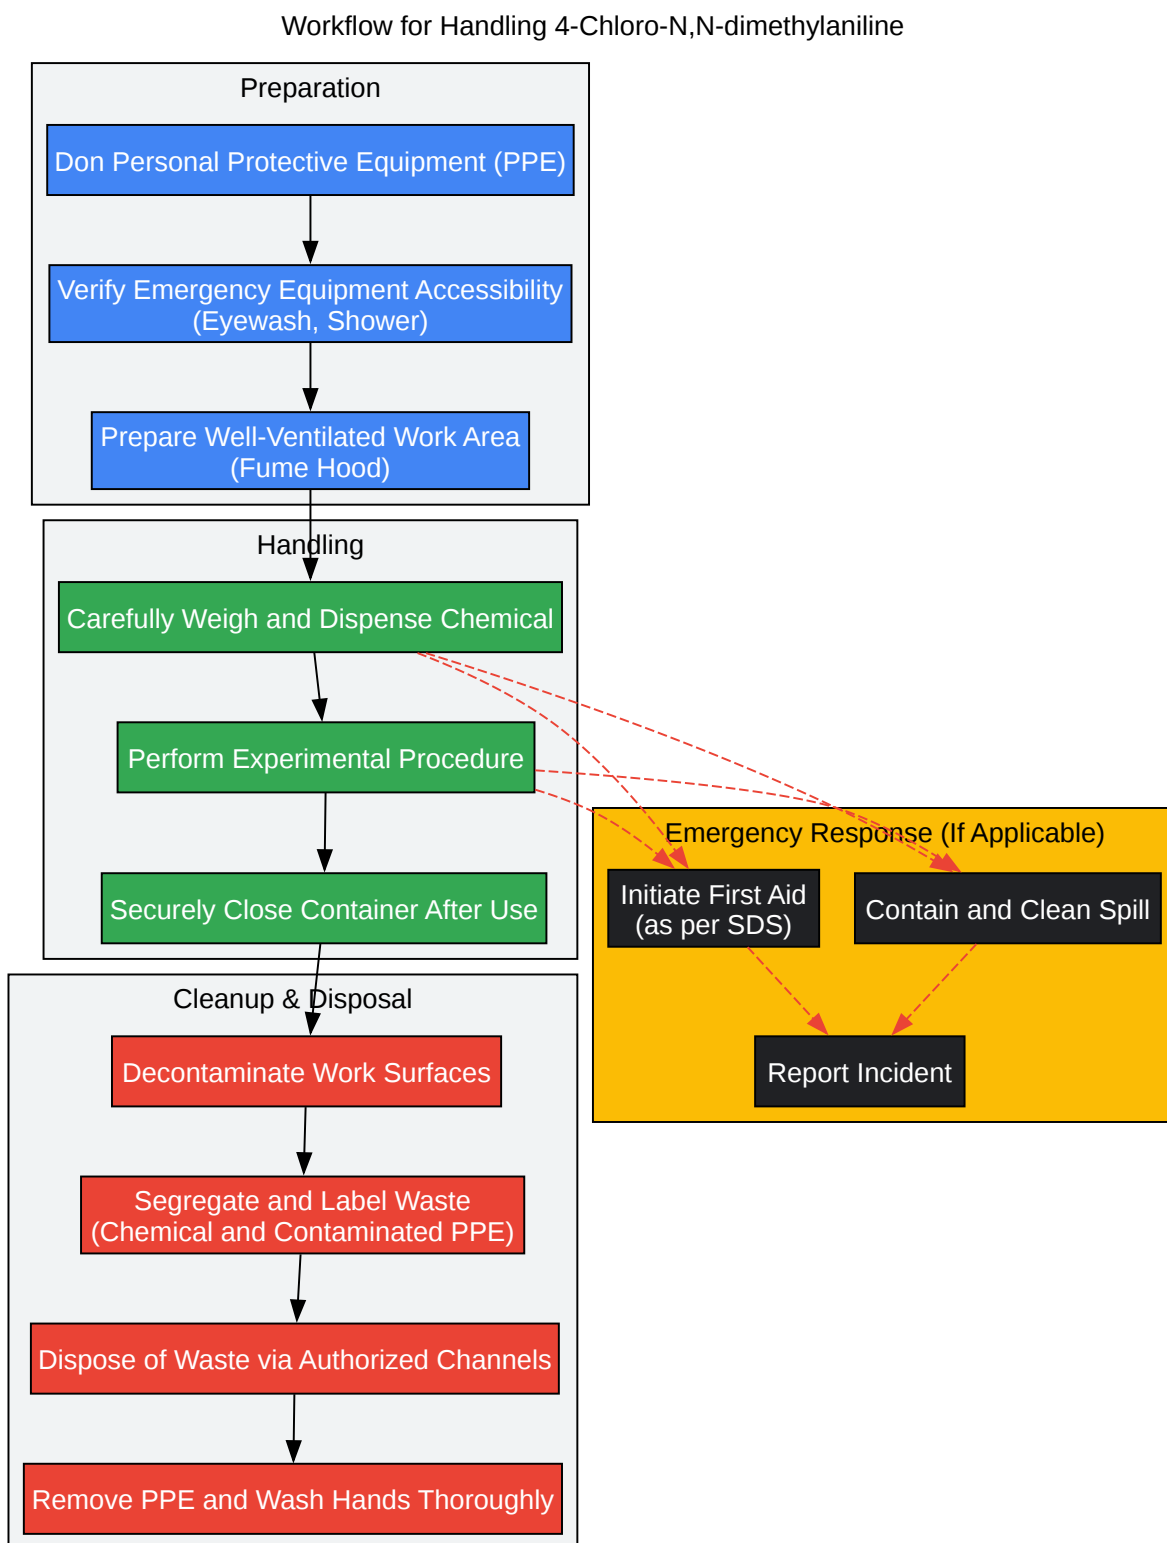 Workflow for Handling 4-Chloro-N,N-dimethylaniline
Preparation
Don Personal Protective Equipment (PPE)
Verify Emergency Equipment Accessibility
(Eyewash, Shower)
Prepare Well-Ventilated Work Area
(Fume Hood)
Handling
Carefully Weigh and Dispense Chemical
Perform Experimental Procedure
Securely Close Container After Use
Emergency Response (If Applicable)
Initiate First Aid
(as per SDS)
Contain and Clean Spill
Report Incident
Cleanup & Disposal
Decontaminate Work Surfaces
Segregate and Label Waste
(Chemical and Contaminated PPE)
Dispose of Waste via Authorized Channels
Remove PPE and Wash Hands Thoroughly